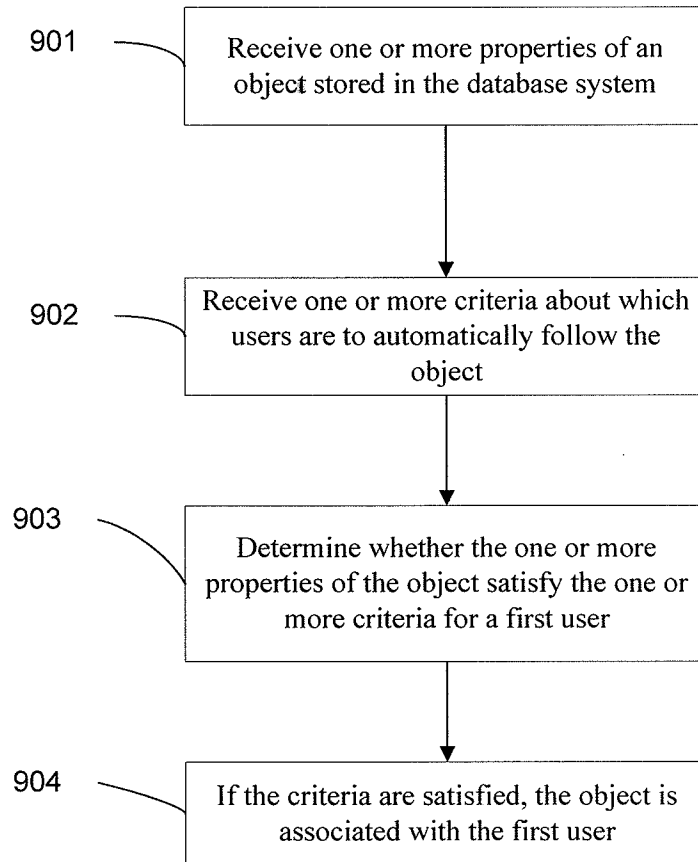 901
Receive one or more properties of an
object stored in the database system
902
Receive one or more criteria about which
users are to automatically follow the
object
903
Determine whether the one or more
properties of the object satisfy the one or
more criteria for a first user
904
If the criteria are satisfied, the object is
associated with the first user